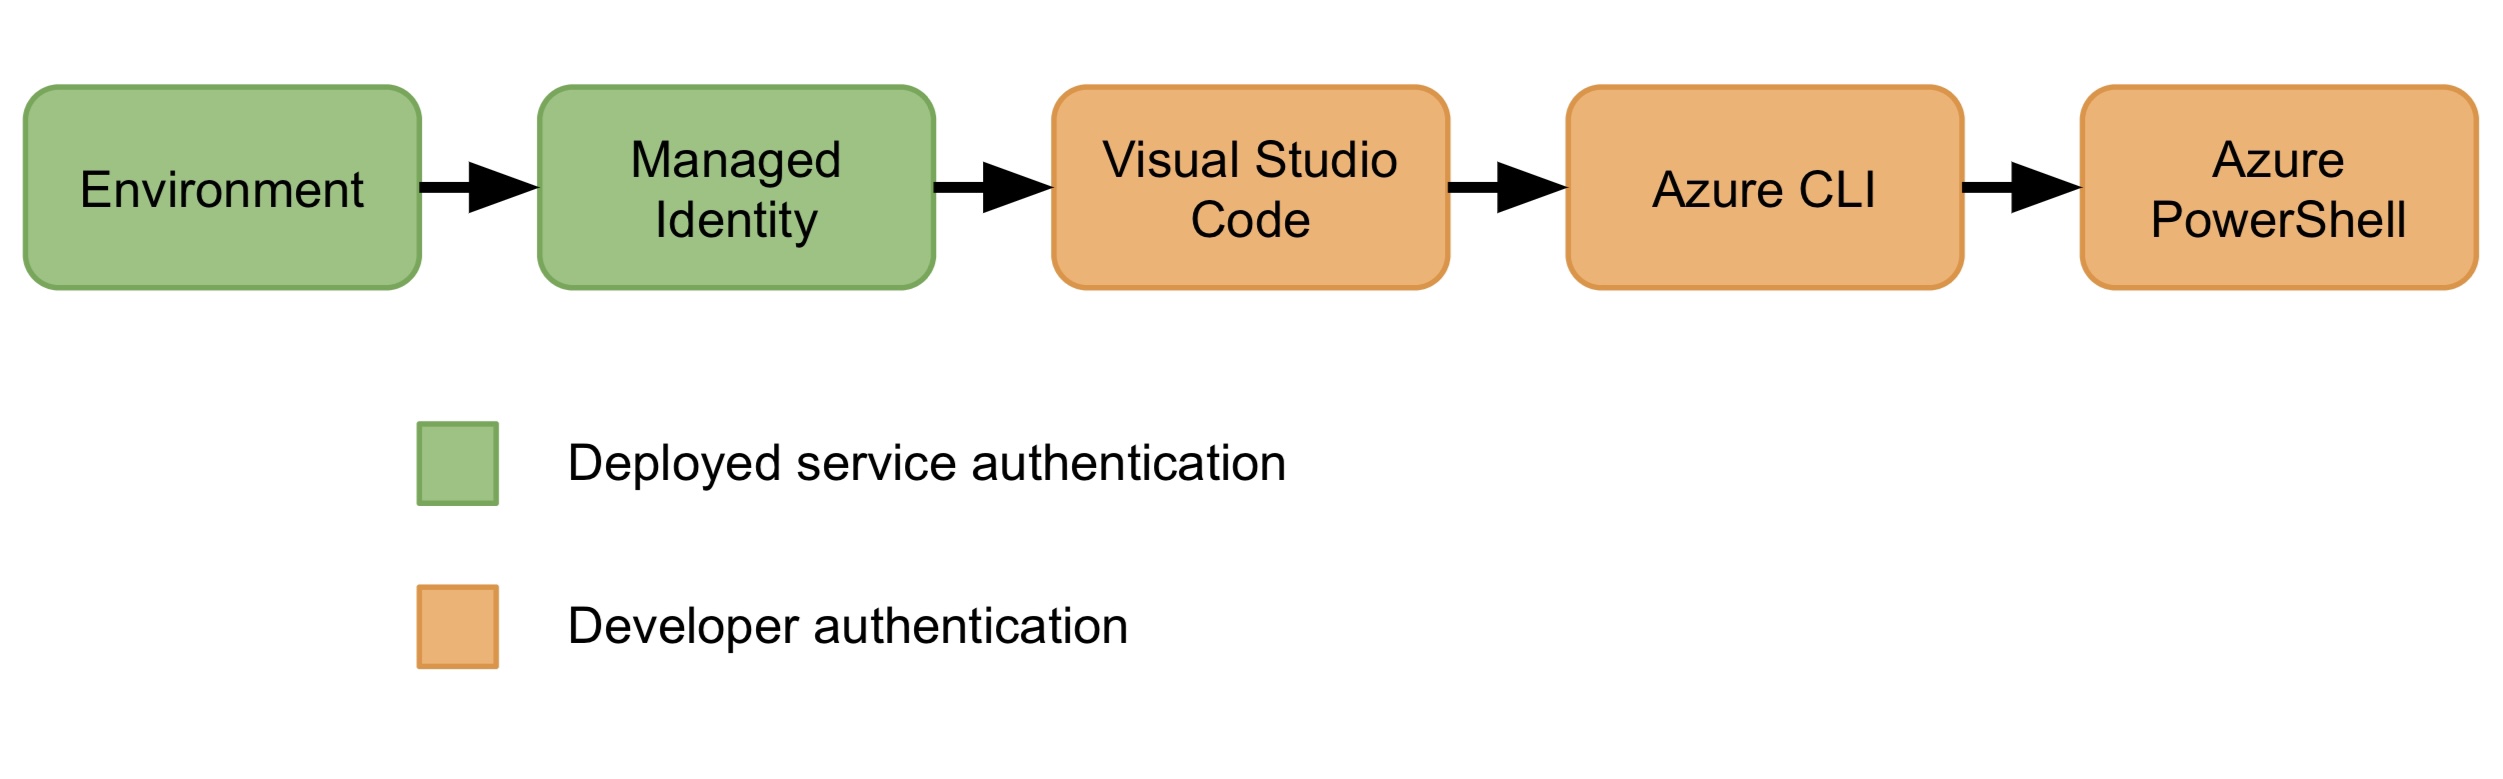 Environment
Managed
Identity
Visual Studio
Code
Azure CLI
Azure
PowerShell
Deployed service authentication
Developer authentication